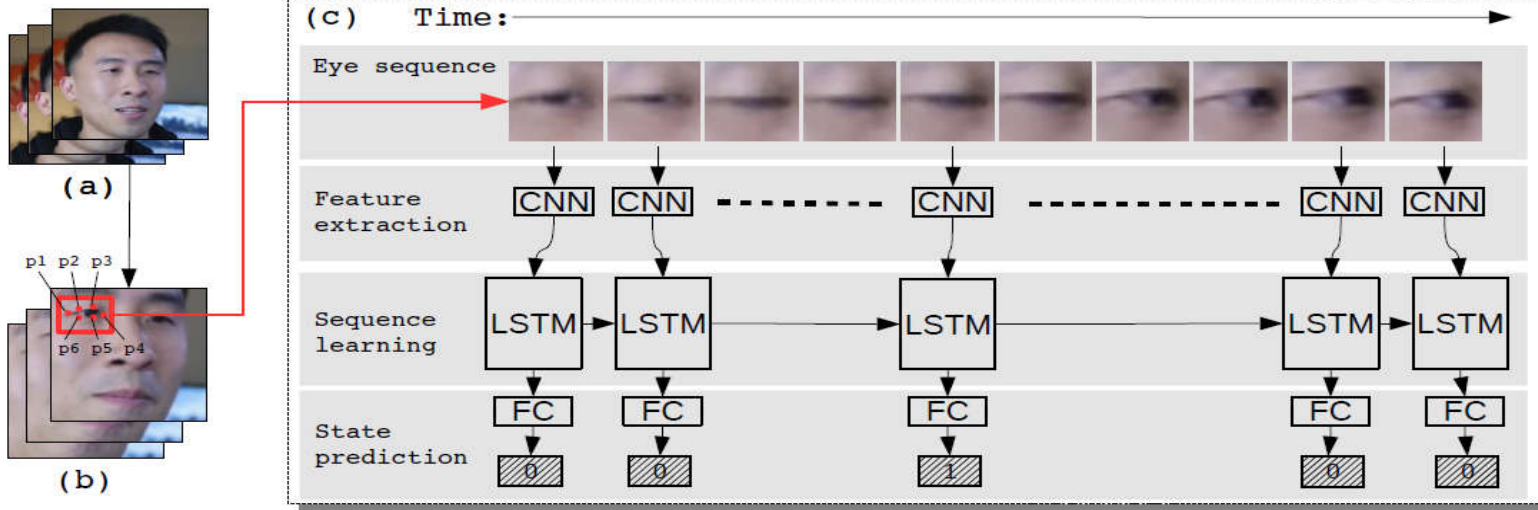 (c) Time:
Eye sequence
(a)
Feature
extraction
CNN CNN CNN CNN CNN
p1 p2 p3
p6 p5 p4
Sequence
learning
LSTM LSTM LSTM LSTM LSTM
State
prediction
FC FC FC FC FC
0 0 1 0 0
(b)